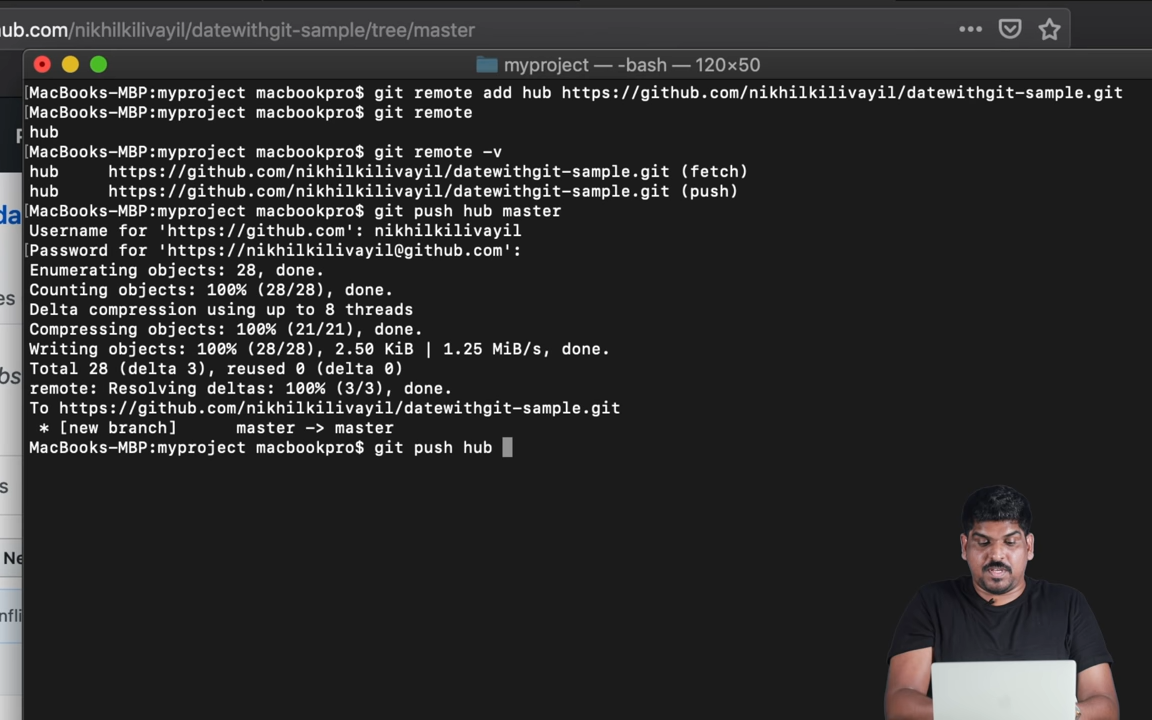 ub.com/nikhilkilivayil/datewithgit-sample/tree/master
myproject — -bash — 120×50
[MacBooks-MBP:myproject macbookpro$ git remote add hub https://github.com/nikhilkilivayil/datewithgit-sample.git
[MacBooks-MBP:myproject macbookpro$ git remote
hub
[MacBooks-MBP:myproject macbookpro$ git remote -v
hub https://github.com/nikhilkilivayil/datewithgit-sample.git (fetch)
hub https://github.com/nikhilkilivayil/datewithgit-sample.git (push)
[MacBooks-MBP:myproject macbookpro$ git push hub master
Username for 'https://github.com': nikhilkilivayil
[Password for 'https://nikhilkilivayil@github.com':
Enumerating objects: 28, done.
Counting objects: 100% (28/28), done.
Delta compression using up to 8 threads
Compressing objects: 100% (21/21), done.
Writing objects: 100% (28/28), 2.50 KiB | 1.25 MiB/s, done.
Total 28 (delta 3), reused 0 (delta 0)
remote: Resolving deltas: 100% (3/3), done.
To https://github.com/nikhilkilivayil/datewithgit-sample.git
* [new branch] master -> master
MacBooks-MBP:myproject macbookpro$ git push hub
da
es
bs
s
Ne
nfli